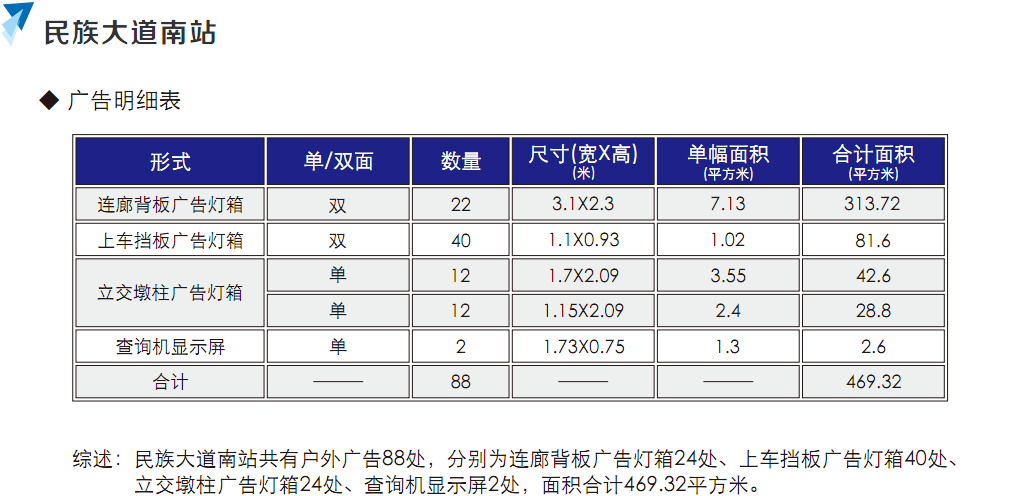 民族大道南站
◆ 广告明细表
形式 单/双面 数量 尺寸(宽X高)(米) 单幅面积(平方米) 合计面积(平方米)
连廊背板广告灯箱 双 22 3.1X2.3 7.13 313.72
上车挡板广告灯箱 双 40 1.1X0.93 1.02 81.6
立交墩柱广告灯箱 单 12 1.7X2.09 3.55 42.6
单 12 1.15X2.09 2.4 28.8
查询机显示屏 单 2 1.73X0.75 1.3 2.6
合计 —— 88 —— —— 469.32
综述：民族大道南站共有户外广告88处，分别为连廊背板广告灯箱24处、上车挡板广告灯箱40处、
立交墩柱广告灯箱24处、查询机显示屏2处，面积合计469.32平方米。